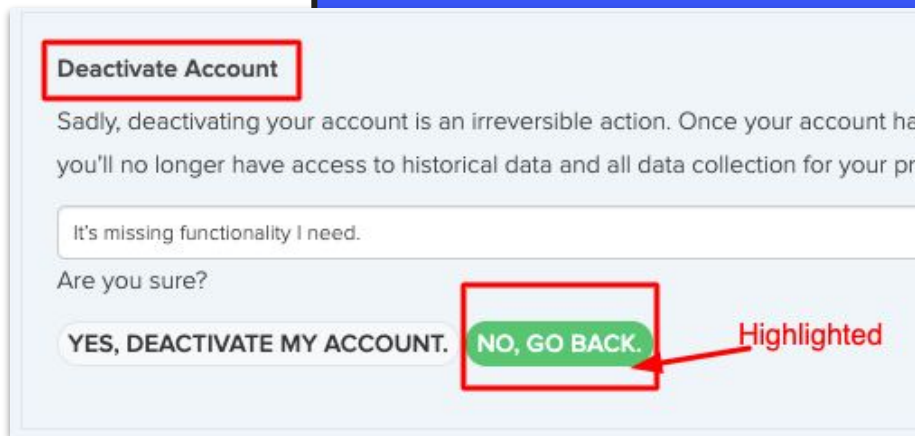 Deactivate Account
Sadly, deactivating your account is an irreversible action. Once your account ha
you'll no longer have access to historical data and all data collection for your pr
It's missing functionality I need.
Are you sure?
YES, DEACTIVATE MY ACCOUNT. NO, GO BACK. Highlighted